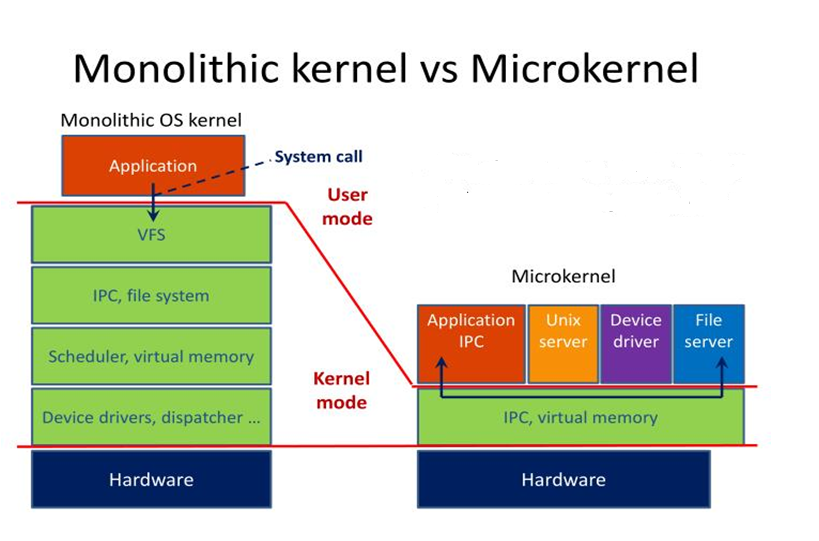 Monolithic kernel vs Microkernel
Monolithic OS kernel
Application
System call
User
mode
VFS
IPC, file system
Scheduler, virtual memory
Kernel
mode
Device drivers, dispatcher ...
Hardware
Microkernel
Application
IPC
Unix
server
Device
driver
File
server
IPC, virtual memory
Hardware